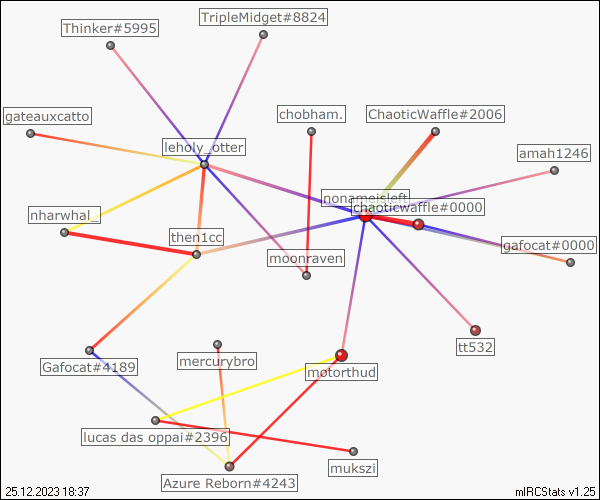 TripleMidget#8824
Thinker#5995
gateauxcatto
chobham.
ChaoticWaffle#2006
leholy_otter
amah1246
nonameisleft
chaoticwaffle#0000
nharwhal_
then1cc
gafocat#0000
moonraven
tt532
mercurybro
Gafocat#4189
motorthud
lucas das oppai#2396
mukszi
Azure Reborn#4243
25.12.2023 18:37
mIRCStats v1.25